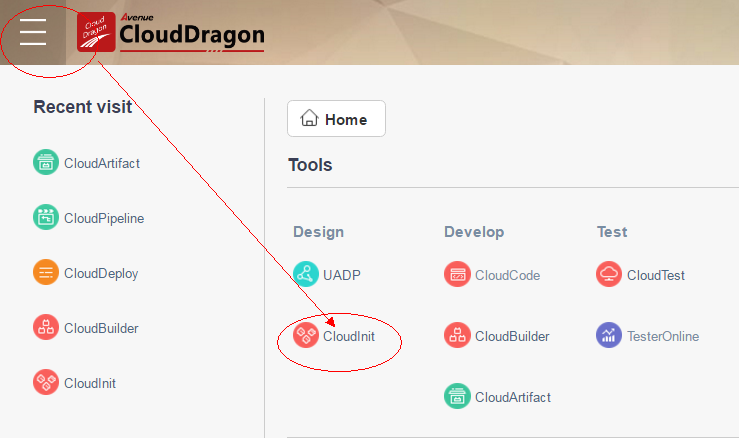 Cloud
Dragon
Avenue
CloudDragon
Recent visit
CloudArtifact
CloudPipeline
CloudDeploy
CloudBuilder
CloudInit
Home
Tools
Design
UADP
CloudInit
Develop
CloudCode
CloudBuilder
CloudArtifact
Test
CloudTest
TesterOnline